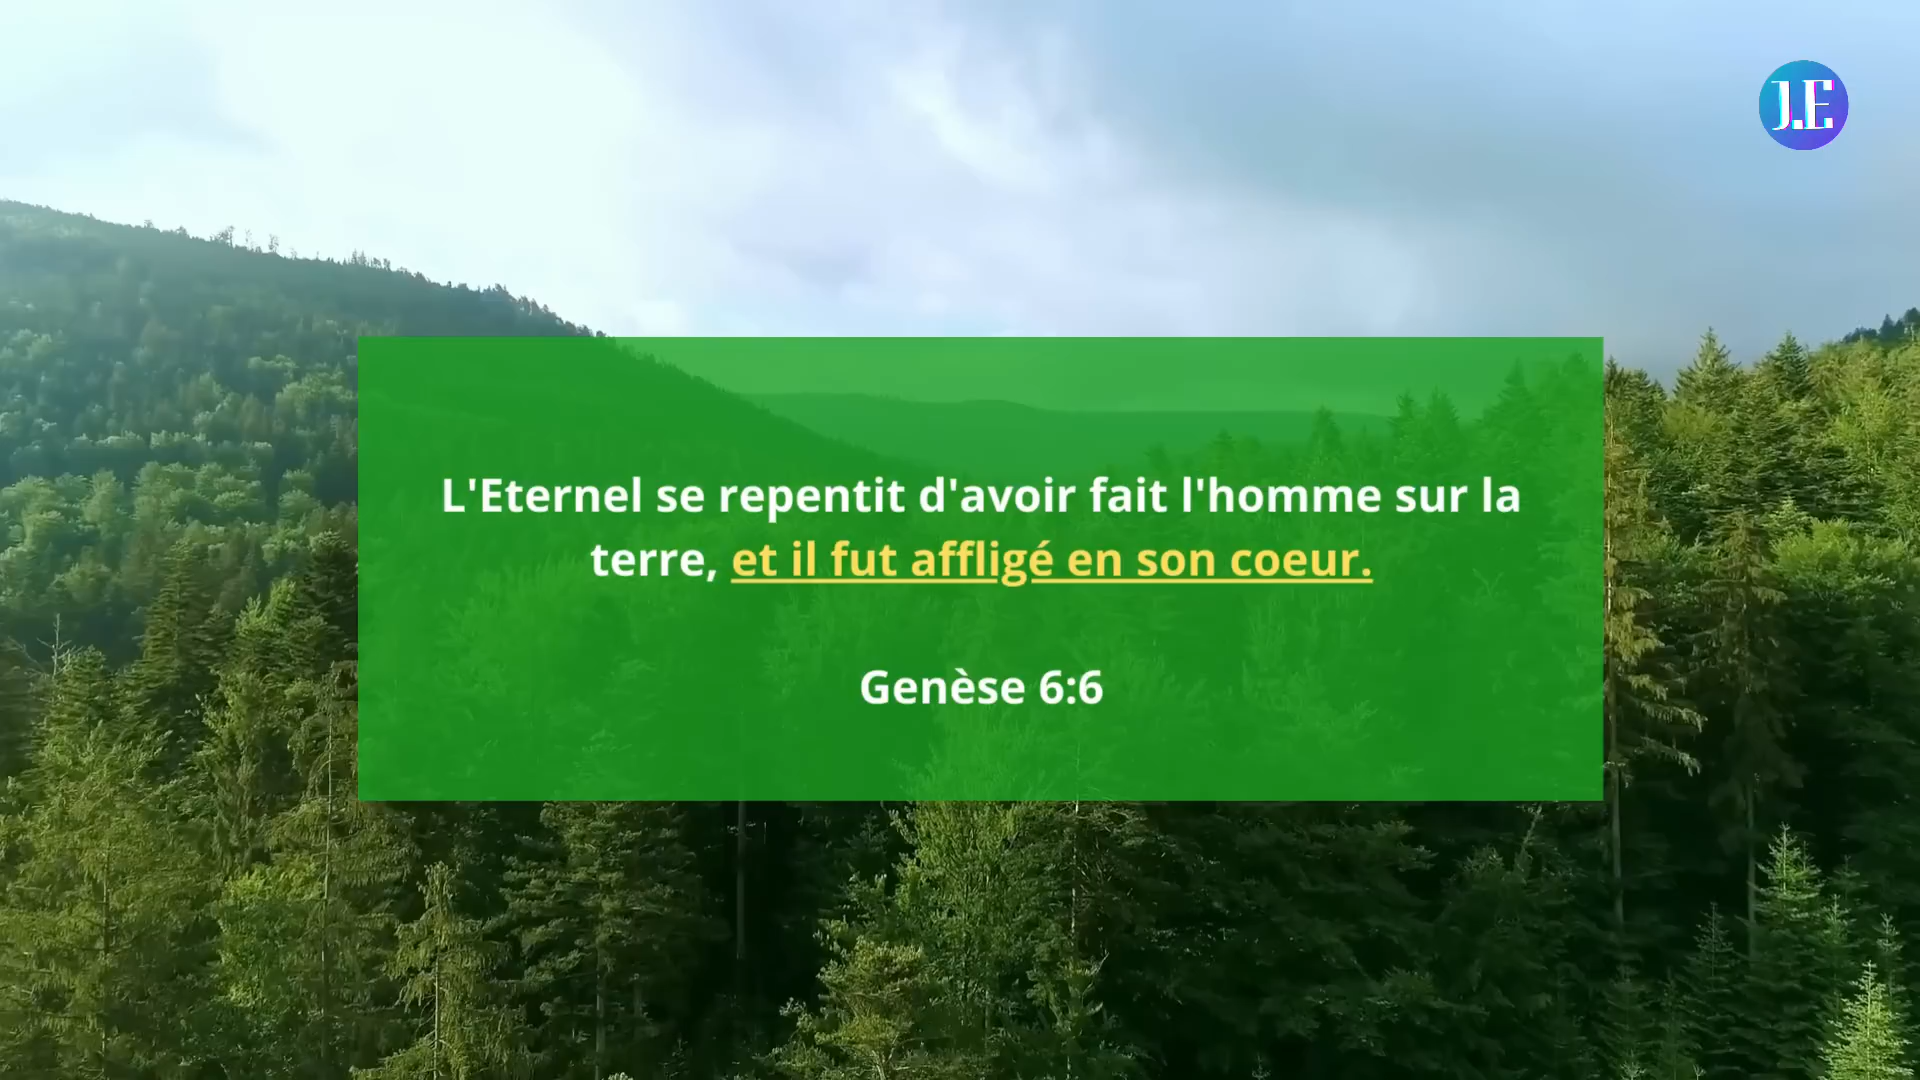 J.E
L'Eternel se repentit d'avoir fait l'homme sur la
terre, et il fut affligé en son coeur.
Genèse 6:6